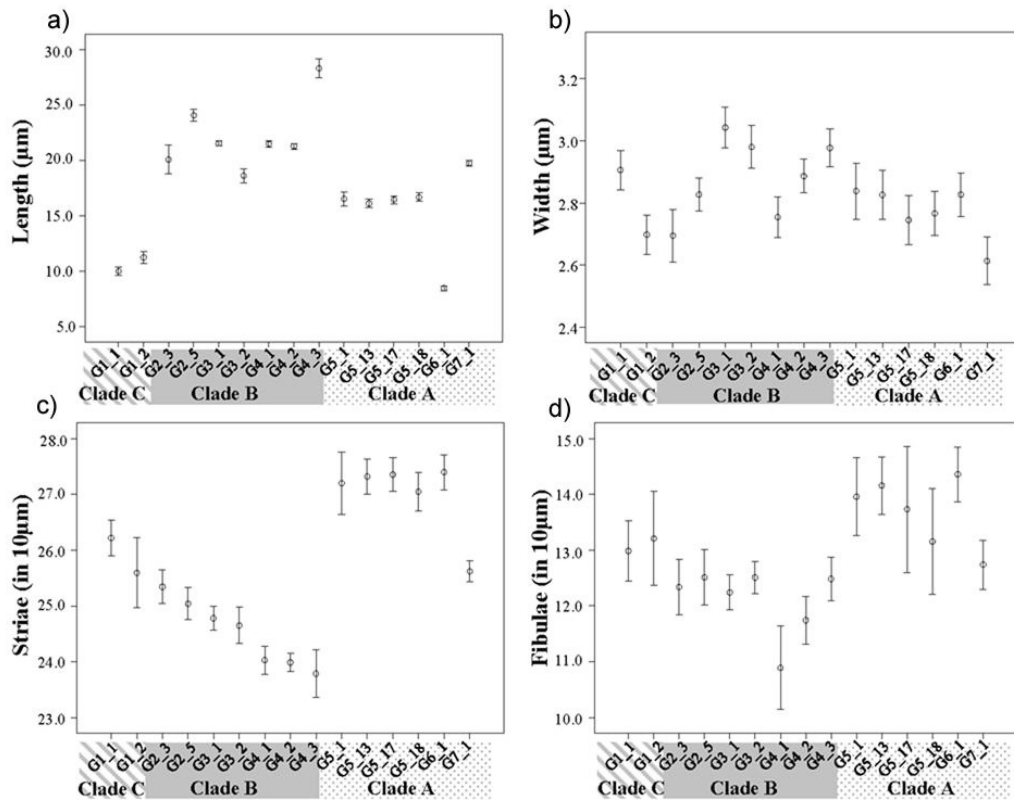 a)
Length (µm)
30.0
25.0
20.0
15.0
10.0
5.0
G1_1 G1_2 G2_3 G2_5 G3_1 G3_2 G4_1 G4_2 G4_3 G5_1 G5_13 G5_17 G5_18 G6_1 G7_1
Clade C Clade B Clade A
b)
Width (µm)
3.2
3.0
2.8
2.6
2.4
G1_1 G1_2 G2_3 G2_5 G3_1 G3_2 G4_1 G4_2 G4_3 G5_1 G5_13 G5_17 G5_18 G6_1 G7_1
Clade C Clade B Clade A
c)
Striae (in 10µm)
28.0
27.0
26.0
25.0
24.0
23.0
G1_1 G1_2 G2_3 G2_5 G3_1 G3_2 G4_1 G4_2 G4_3 G5_1 G5_13 G5_17 G5_18 G6_1 G7_1
Clade C Clade B Clade A
d)
Fibulae (in 10µm)
15.0
14.0
13.0
12.0
11.0
10.0
G1_1 G1_2 G2_3 G2_5 G3_1 G3_2 G4_1 G4_2 G4_3 G5_1 G5_13 G5_17 G5_18 G6_1 G7_1
Clade C Clade B Clade A